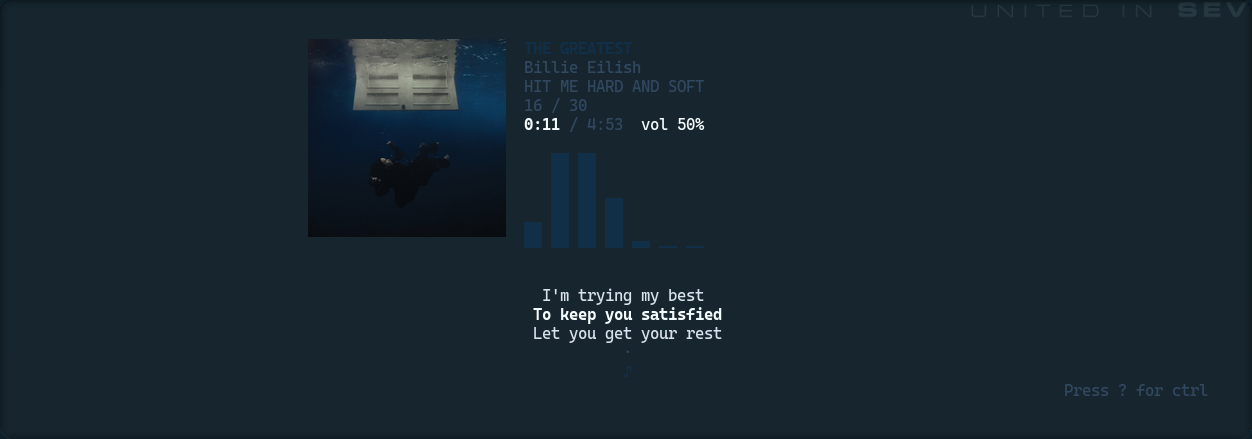 UNITED IN SEV
THE GREATEST
Billie Eilish
HIT ME HARD AND SOFT
16 / 30
0:11 / 4:53 vol 50%
I'm trying my best
To keep you satisfied
Let you get your rest
.
♪
Press ? for ctrl